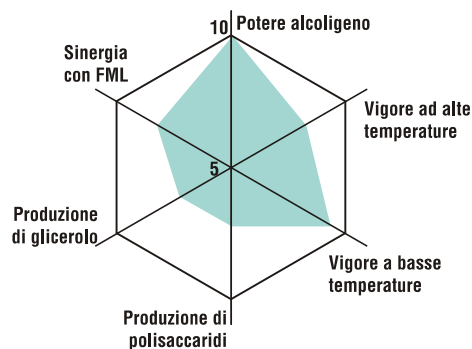 10 Potere alcoligeno
Sinergia
con FML
Vigore ad alte
temperature
5
Produzione
di glicerolo
Vigore a basse
temperature
Produzione di
polisaccaridi